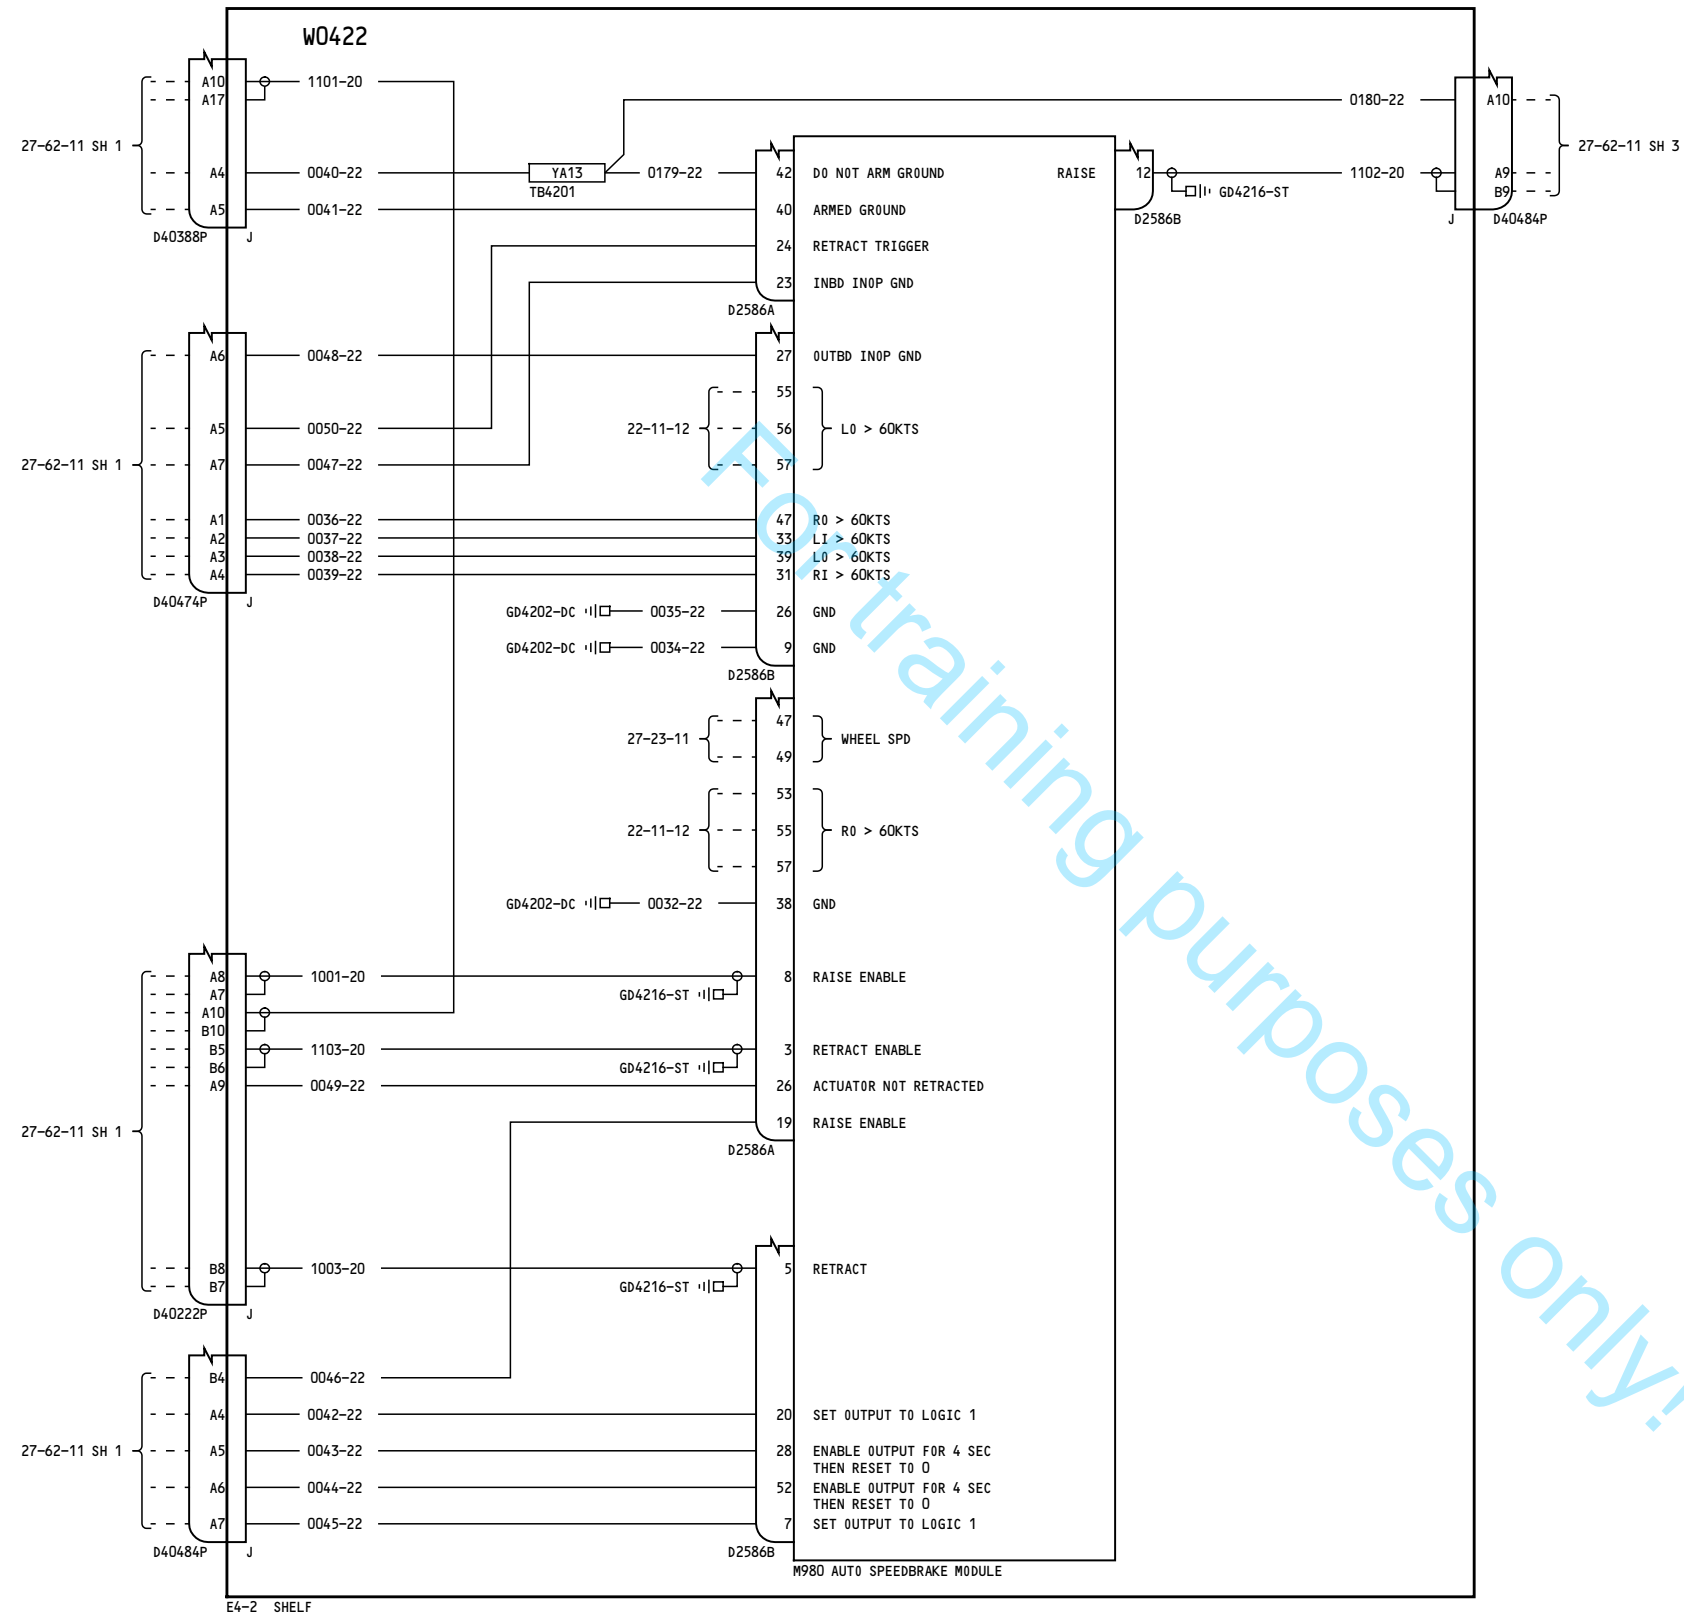 W0422
A10 1101-20
A17
0180-22 A10
27-62-11 SH 1
27-62-11 SH 3
A4 0040-22 YA13 0179-22 42 DO NOT ARM GROUND RAISE 12 1102-20 A9
TB4201
GD4216-ST B9
A5 0041-22 40 ARMED GROUND
D2586B J D40484P
D40388P J
24 RETRACT TRIGGER
23 INBD INOP GND
D2586A
A6 0048-22 27 OUTBD INOP GND
55
A5 0050-22 22-11-12 56 LO > 60KTS
27-62-11 SH 1 A7 0047-22 57
A1 0036-22 47 RO > 60KTS
A2 0037-22 33 LI > 60KTS
A3 0038-22 39 LO > 60KTS
A4 0039-22 31 RI > 60KTS
D40474P J
GD4202-DC 0035-22 26 GND
GD4202-DC 0034-22 9 GND
D2586B
47
27-23-11 WHEEL SPD
49
53
22-11-12 55 RO > 60KTS
57
GD4202-DC 0032-22 38 GND
A8 1001-20 8 RAISE ENABLE
A7 GD4216-ST
A10
B10
B5 1103-20 3 RETRACT ENABLE
B6 GD4216-ST
A9 0049-22 26 ACTUATOR NOT RETRACTED
27-62-11 SH 1 19 RAISE ENABLE
D2586A
B8 1003-20 5 RETRACT
B7 GD4216-ST
D40222P J
B4 0046-22
A4 0042-22 20 SET OUTPUT TO LOGIC 1
27-62-11 SH 1 A5 0043-22 28 ENABLE OUTPUT FOR 4 SEC
THEN RESET TO 0
A6 0044-22 52 ENABLE OUTPUT FOR 4 SEC
THEN RESET TO 0
A7 0045-22 7 SET OUTPUT TO LOGIC 1
D40484P J D2586B
M980 AUTO SPEEDBRAKE MODULE
E4-2 SHELF
For training purposes only!